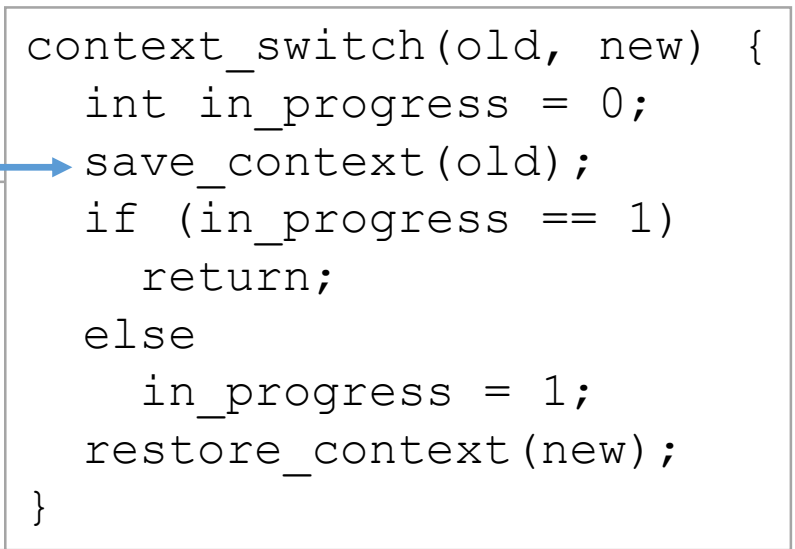 context_switch(old, new) {
  int in_progress = 0;
  save_context(old);
  if (in_progress == 1)
    return;
  else
    in_progress = 1;
  restore_context(new);
}